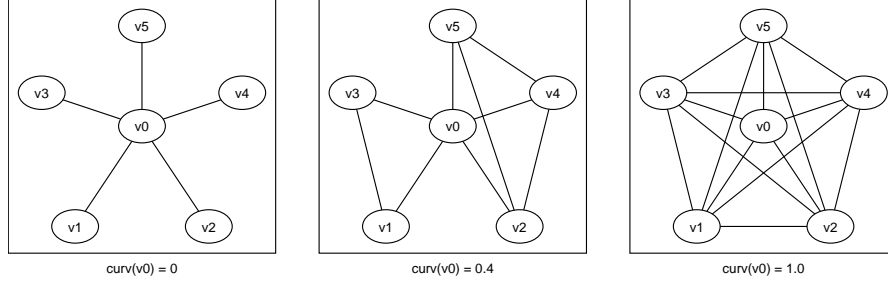 v5
v3
v4
v0
v1
v2
curv(v0) = 0
v5
v3
v4
v0
v1
v2
curv(v0) = 0.4
v5
v3
v4
v0
v1
v2
curv(v0) = 1.0